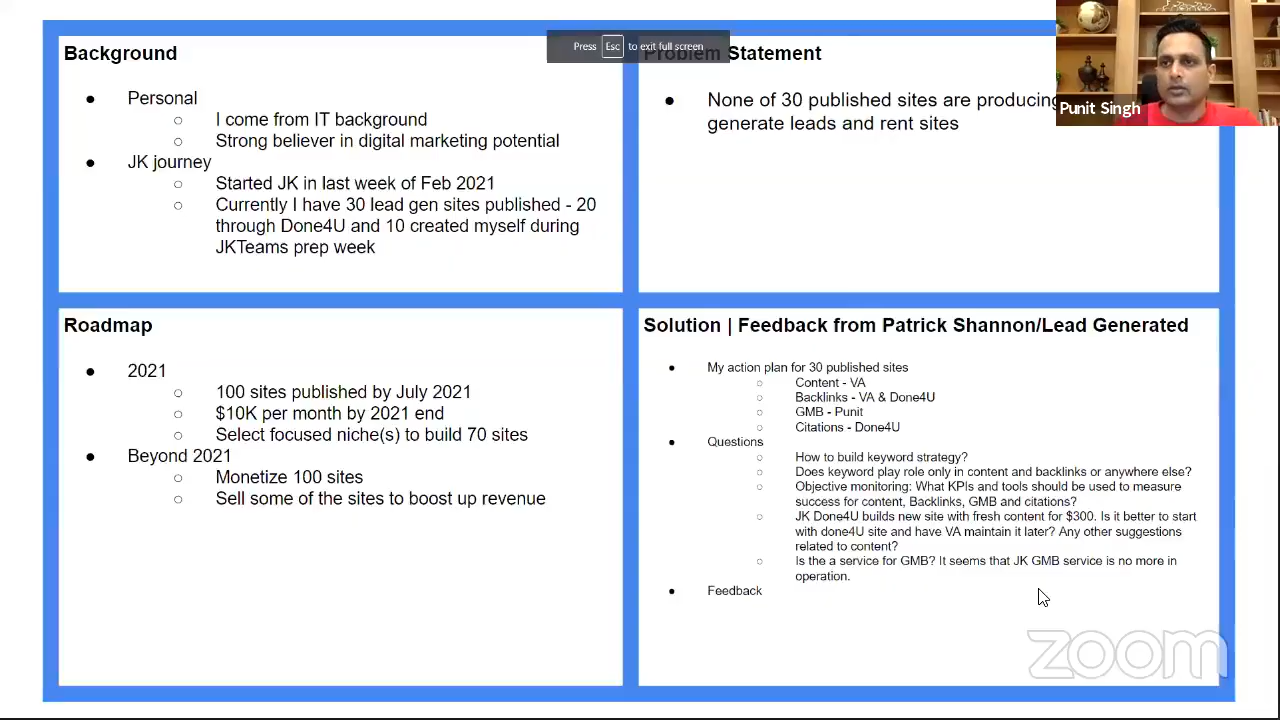 Background
● Personal
○ I come from IT background
○ Strong believer in digital marketing potential
● JK journey
○ Started JK in last week of Feb 2021
○ Currently I have 30 lead gen sites published - 20
through Done4U and 10 created myself during
JKTeams prep week
Press Esc to exit full screen
Problem Statement
● None of 30 published sites are producing
generate leads and rent sites
Punit Singh
Roadmap
● 2021
○ 100 sites published by July 2021
○ $10K per month by 2021 end
○ Select focused niche(s) to build 70 sites
● Beyond 2021
○ Monetize 100 sites
○ Sell some of the sites to boost up revenue
Solution | Feedback from Patrick Shannon/Lead Generated
● My action plan for 30 published sites
○ Content - VA
○ Backlinks - VA & Done4U
○ GMB - Punit
○ Citations - Done4U
● Questions
○ How to build keyword strategy?
○ Does keyword play role only in content and backlinks or anywhere else?
○ Objective monitoring: What KPIs and tools should be used to measure
success for content, Backlinks, GMB and citations?
○ JK Done4U builds new site with fresh content for $300. Is it better to start
with done4U site and have VA maintain it later? Any other suggestions
related to content?
○ Is the a service for GMB? It seems that JK GMB service is no more in
operation.
● Feedback
zoom